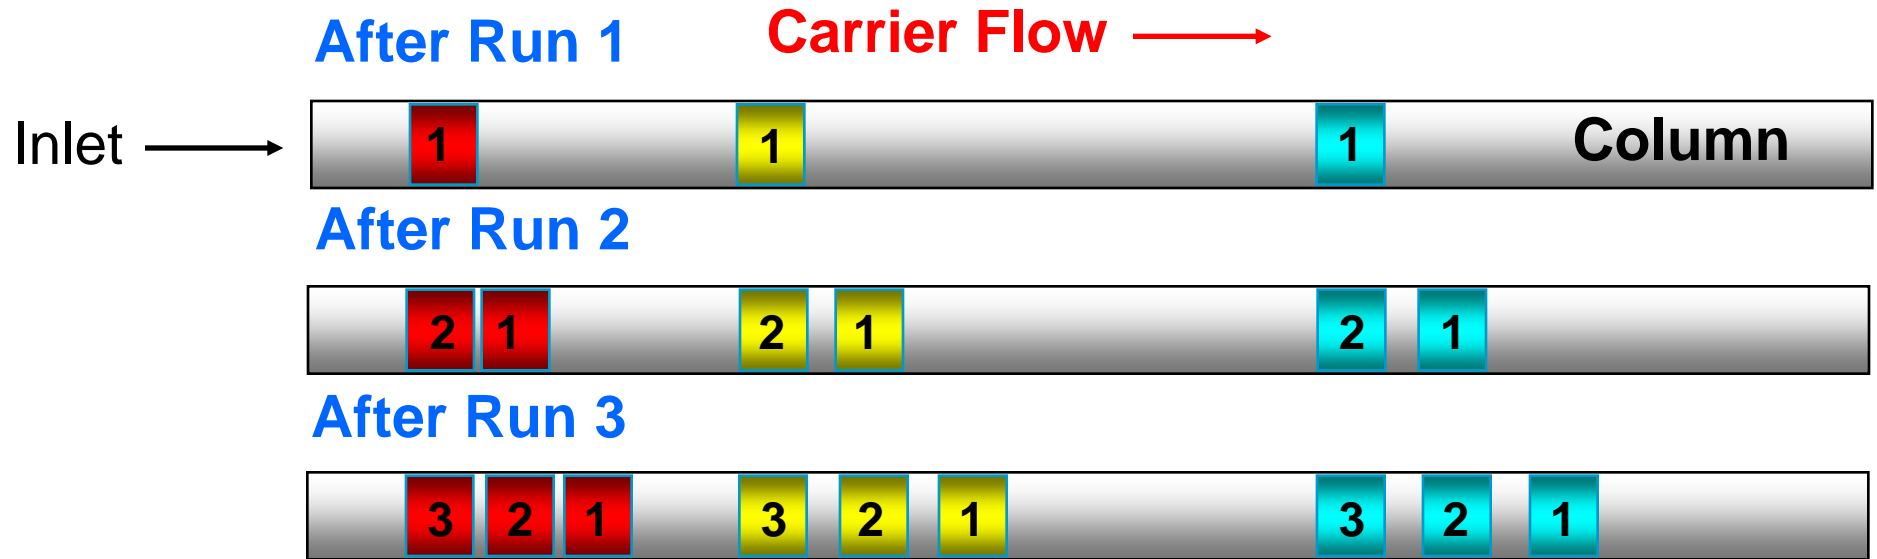 After Run 1
Carrier Flow
Inlet
1 1 1 Column
After Run 2
2 1 2 1 2 1
After Run 3
3 2 1 3 2 1 3 2 1